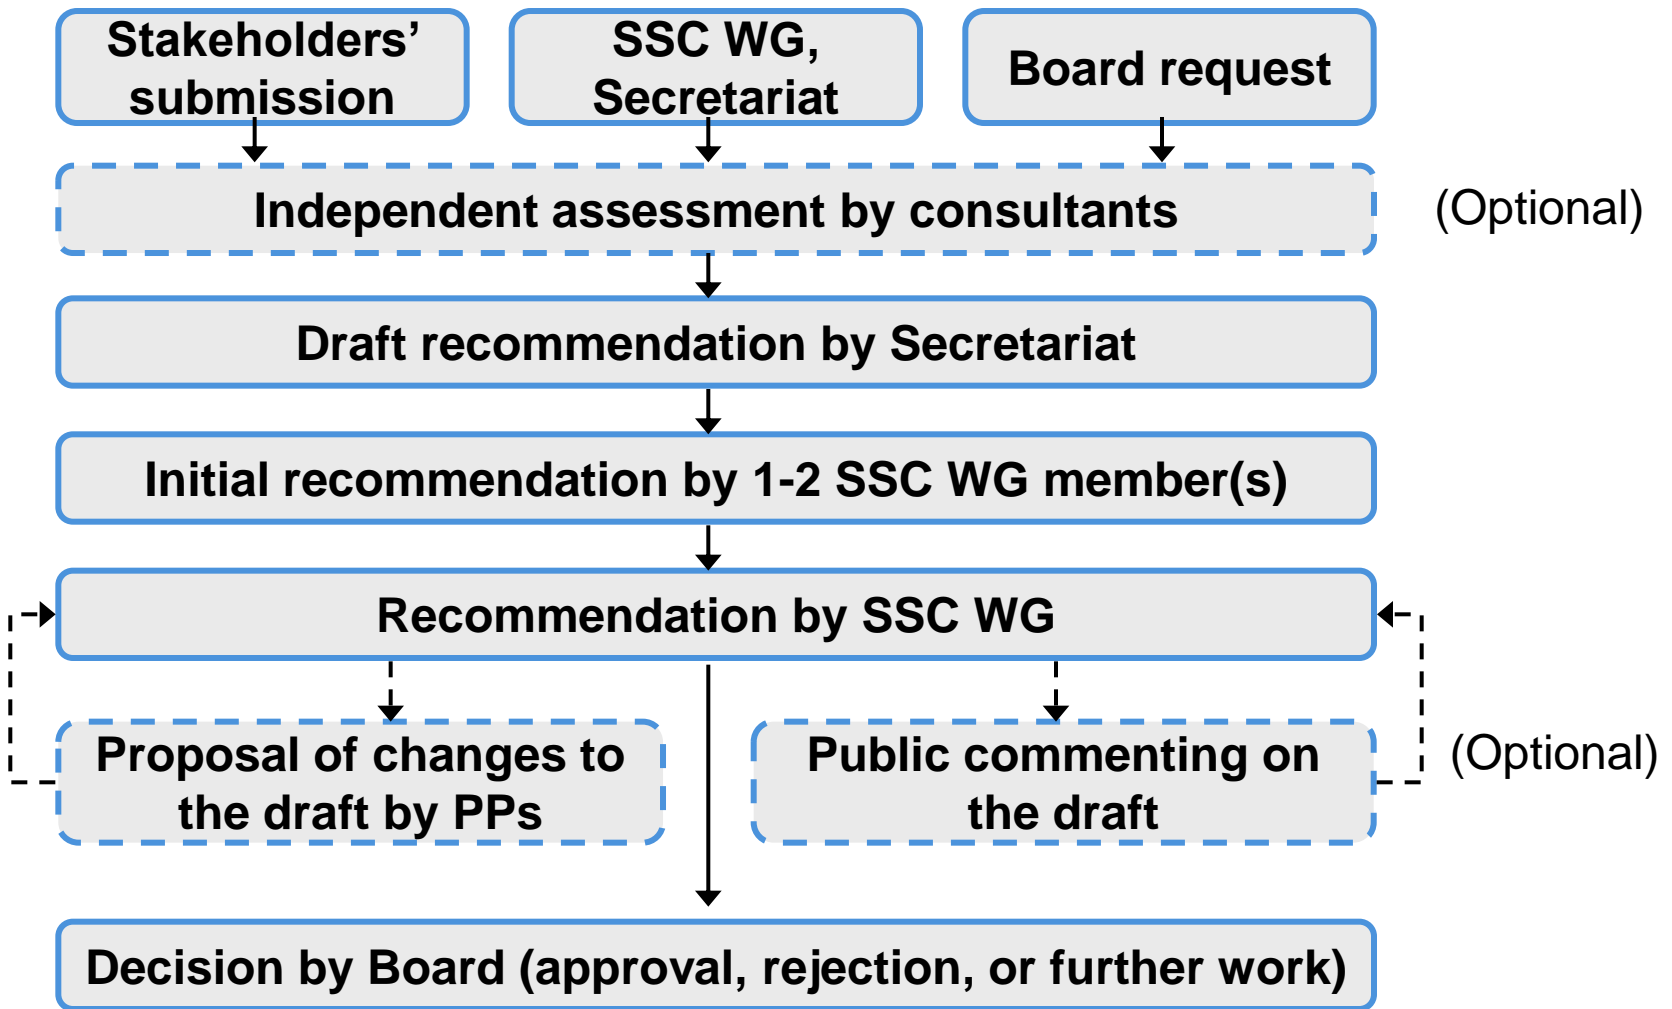 Stakeholders’
submission
SSC WG,
Secretariat
Board request
Independent assessment by consultants
(Optional)
Draft recommendation by Secretariat
Initial recommendation by 1-2 SSC WG member(s)
Recommendation by SSC WG
Proposal of changes to
the draft by PPs
Public commenting on
the draft
(Optional)
Decision by Board (approval, rejection, or further work)